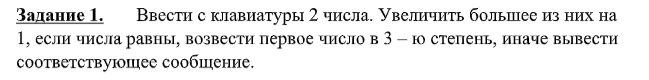 Задание 1. Ввести с клавиатуры 2 числа. Увеличить большее из них на
1, если числа равны, возвести первое число в 3 – ю степень, иначе вывести
соответствующее сообщение.